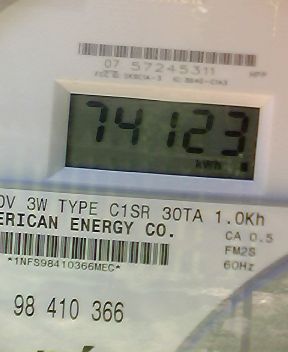 07 57245311
74123
kWh
0V 3W TYPE C1SR 30TA 1.0Kh
ERICAN ENERGY CO.
CA 0.5
FM2S
60Hz
*1NFS98410366MEC*
98 410 366